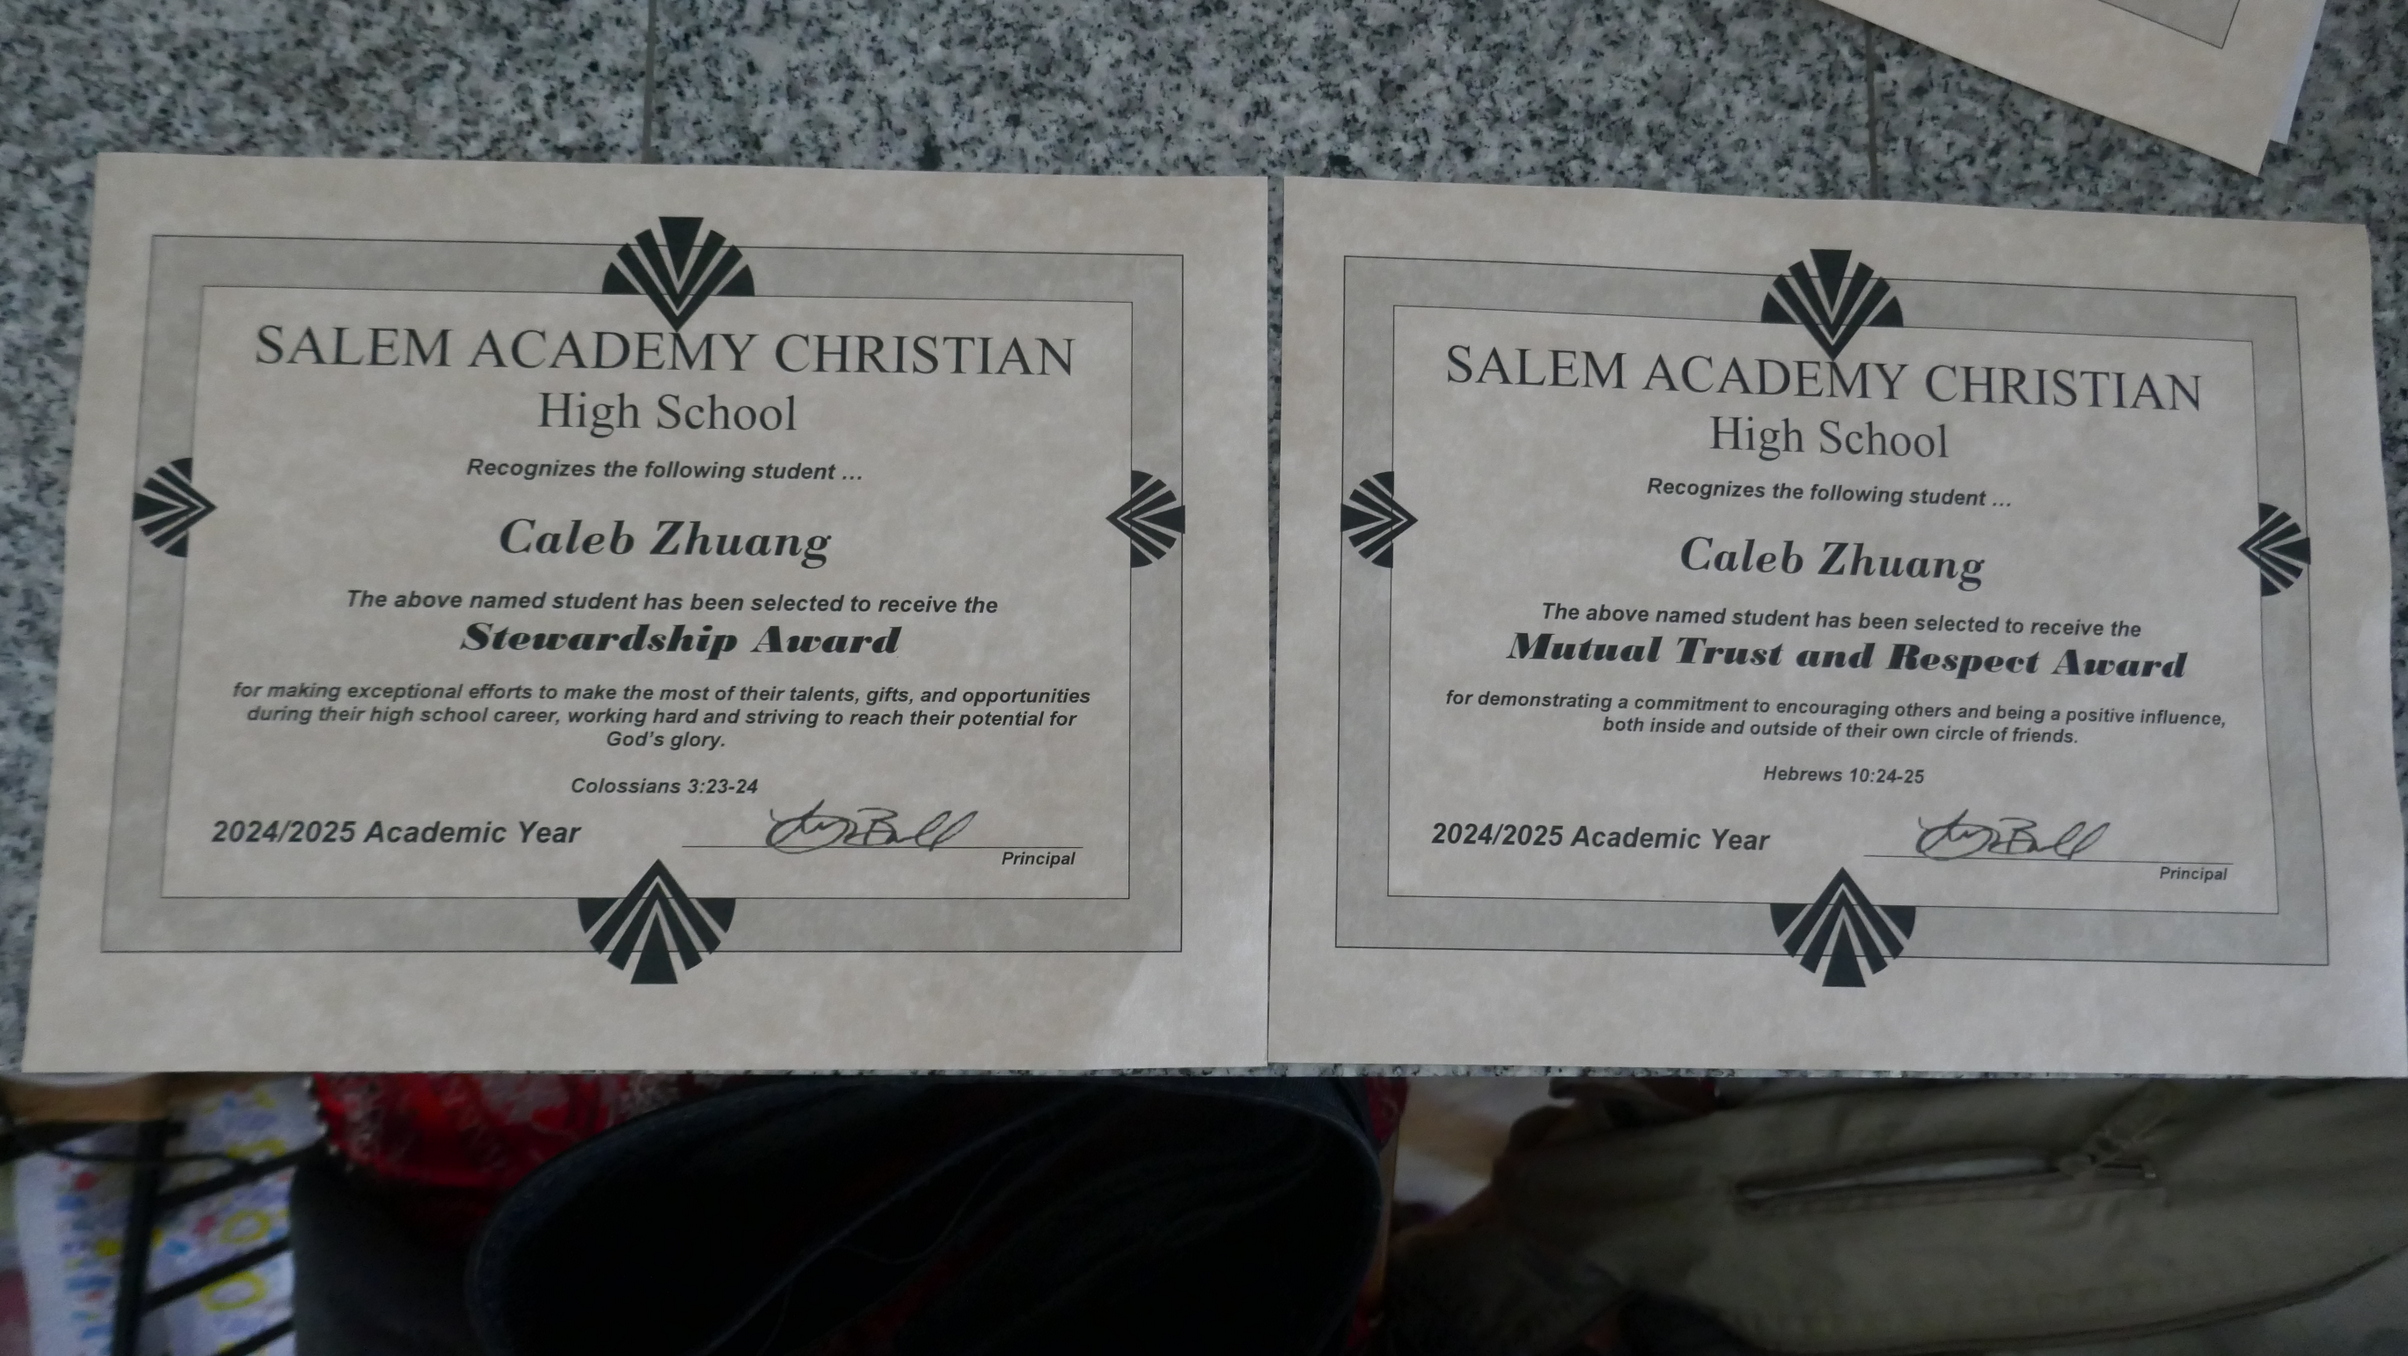 SALEM ACADEMY CHRISTIAN
High School
Recognizes the following student ...
Caleb Zhuang
The above named student has been selected to receive the
Stewardship Award
for making exceptional efforts to make the most of their talents, gifts, and opportunities
during their high school career, working hard and striving to reach their potential for
God's glory.
Colossians 3:23-24
2024/2025 Academic Year
Principal
SALEM ACADEMY CHRISTIAN
High School
Recognizes the following student ...
Caleb Zhuang
The above named student has been selected to receive the
Mutual Trust and Respect Award
for demonstrating a commitment to encouraging others and being a positive influence,
both inside and outside of their own circle of friends.
Hebrews 10:24-25
2024/2025 Academic Year
Principal